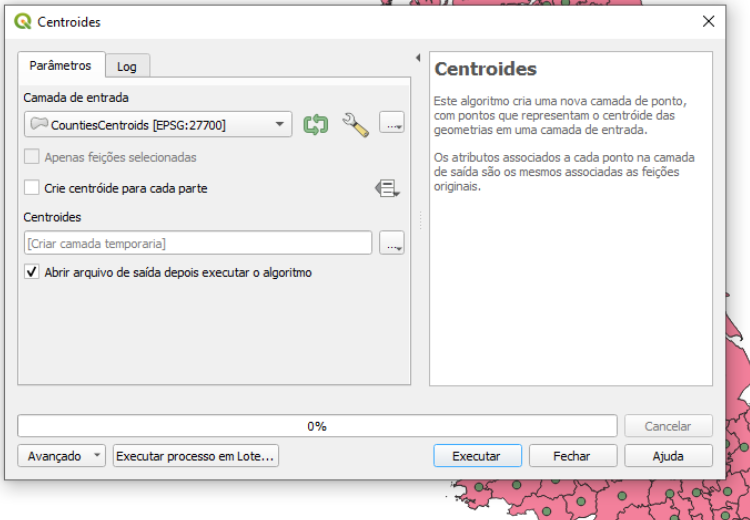 Centroides
Parâmetros
Log
Camada de entrada
CountiesCentroids [EPSG:27700]
...
Apenas feições selecionadas
Crie centróide para cada parte
Centroides
[Criar camada temporaria]
...
Abrir arquivo de saída depois executar o algoritmo
Centroides
Este algoritmo cria uma nova camada de ponto,
com pontos que representam o centróide das
geometrias em uma camada de entrada.
Os atributos associados a cada ponto na camada
de saída são os mesmos associadas as feições
originais.
0%
Cancelar
Avançado
Executar processo em Lote...
Executar
Fechar
Ajuda